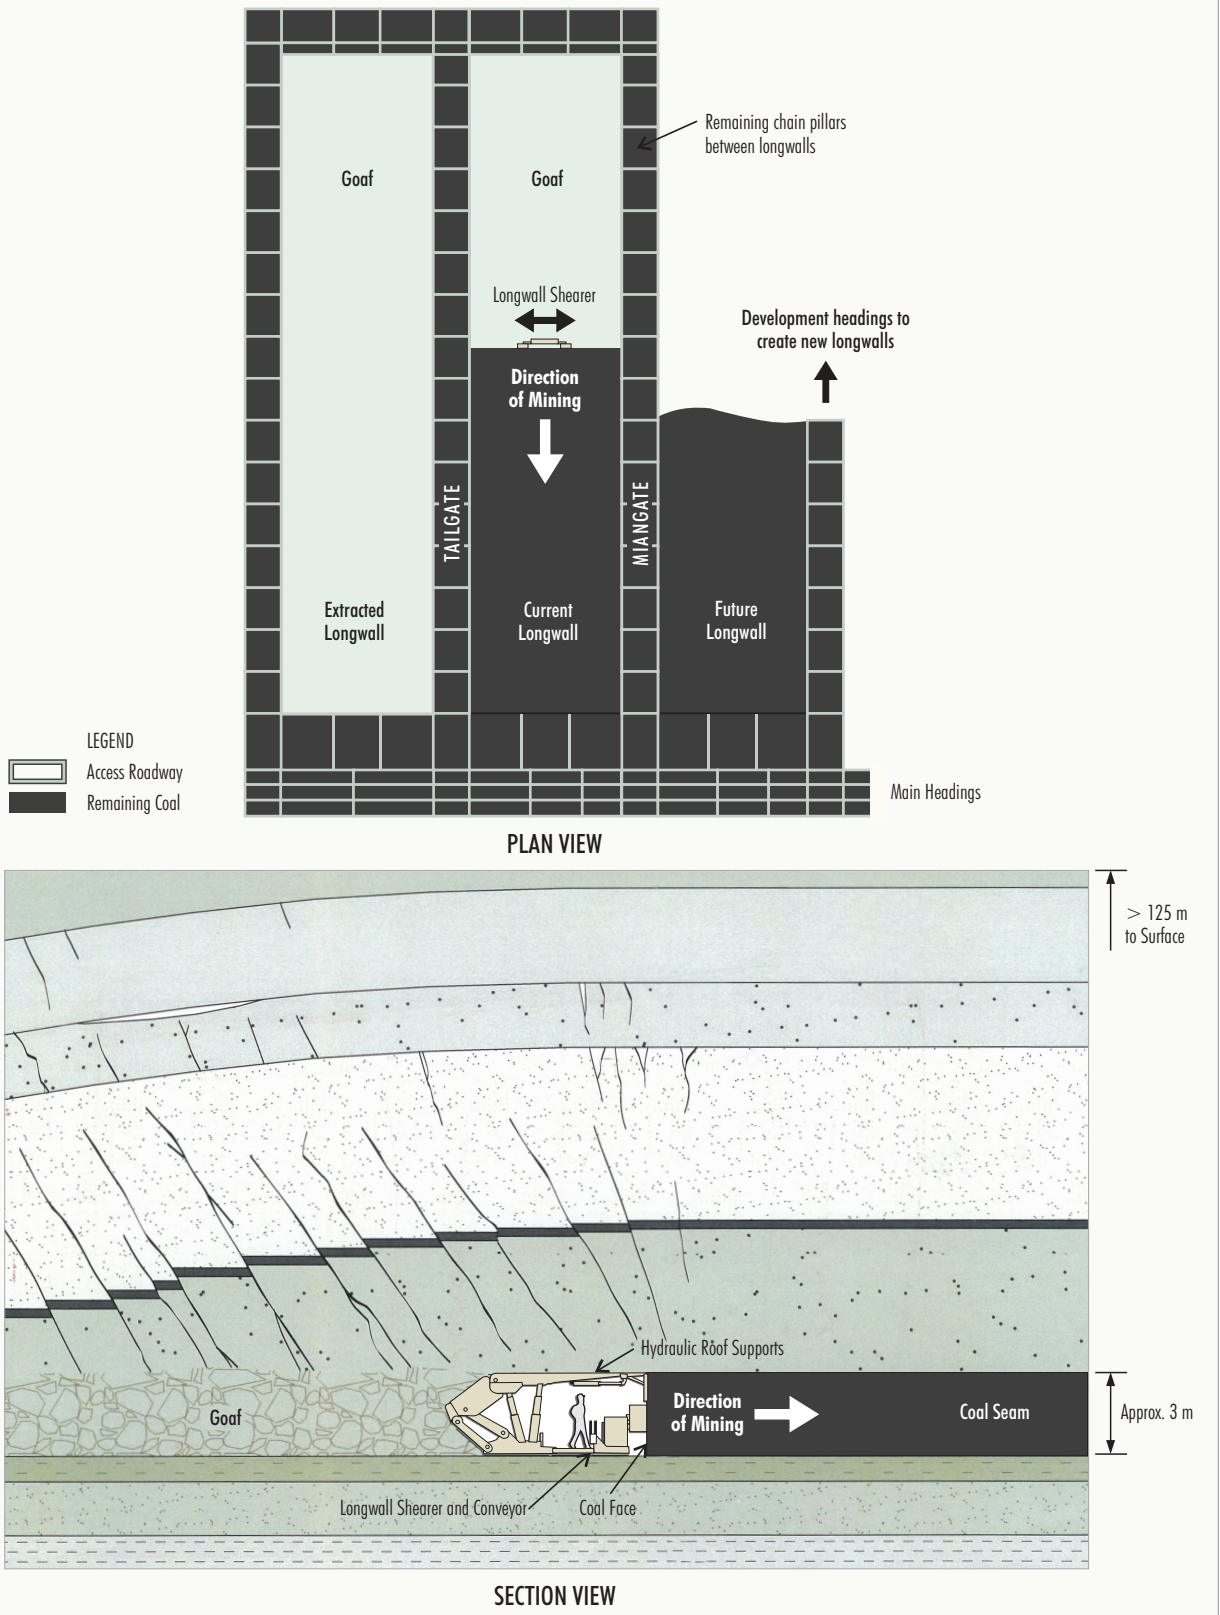 Remaining chain pillars
between longwalls
Goaf
Goaf
Longwall Shearer
Development headings to
create new longwalls
Direction
of Mining
TAILGATE
MIANGATE
Extracted
Longwall
Current
Longwall
Future
Longwall
LEGEND
Access Roadway
Remaining Coal
Main Headings
PLAN VIEW
> 125 m
to Surface
Hydraulic Roof Supports
Direction
of Mining
Coal Seam
Approx. 3 m
Goaf
Longwall Shearer and Conveyor
Coal Face
SECTION VIEW